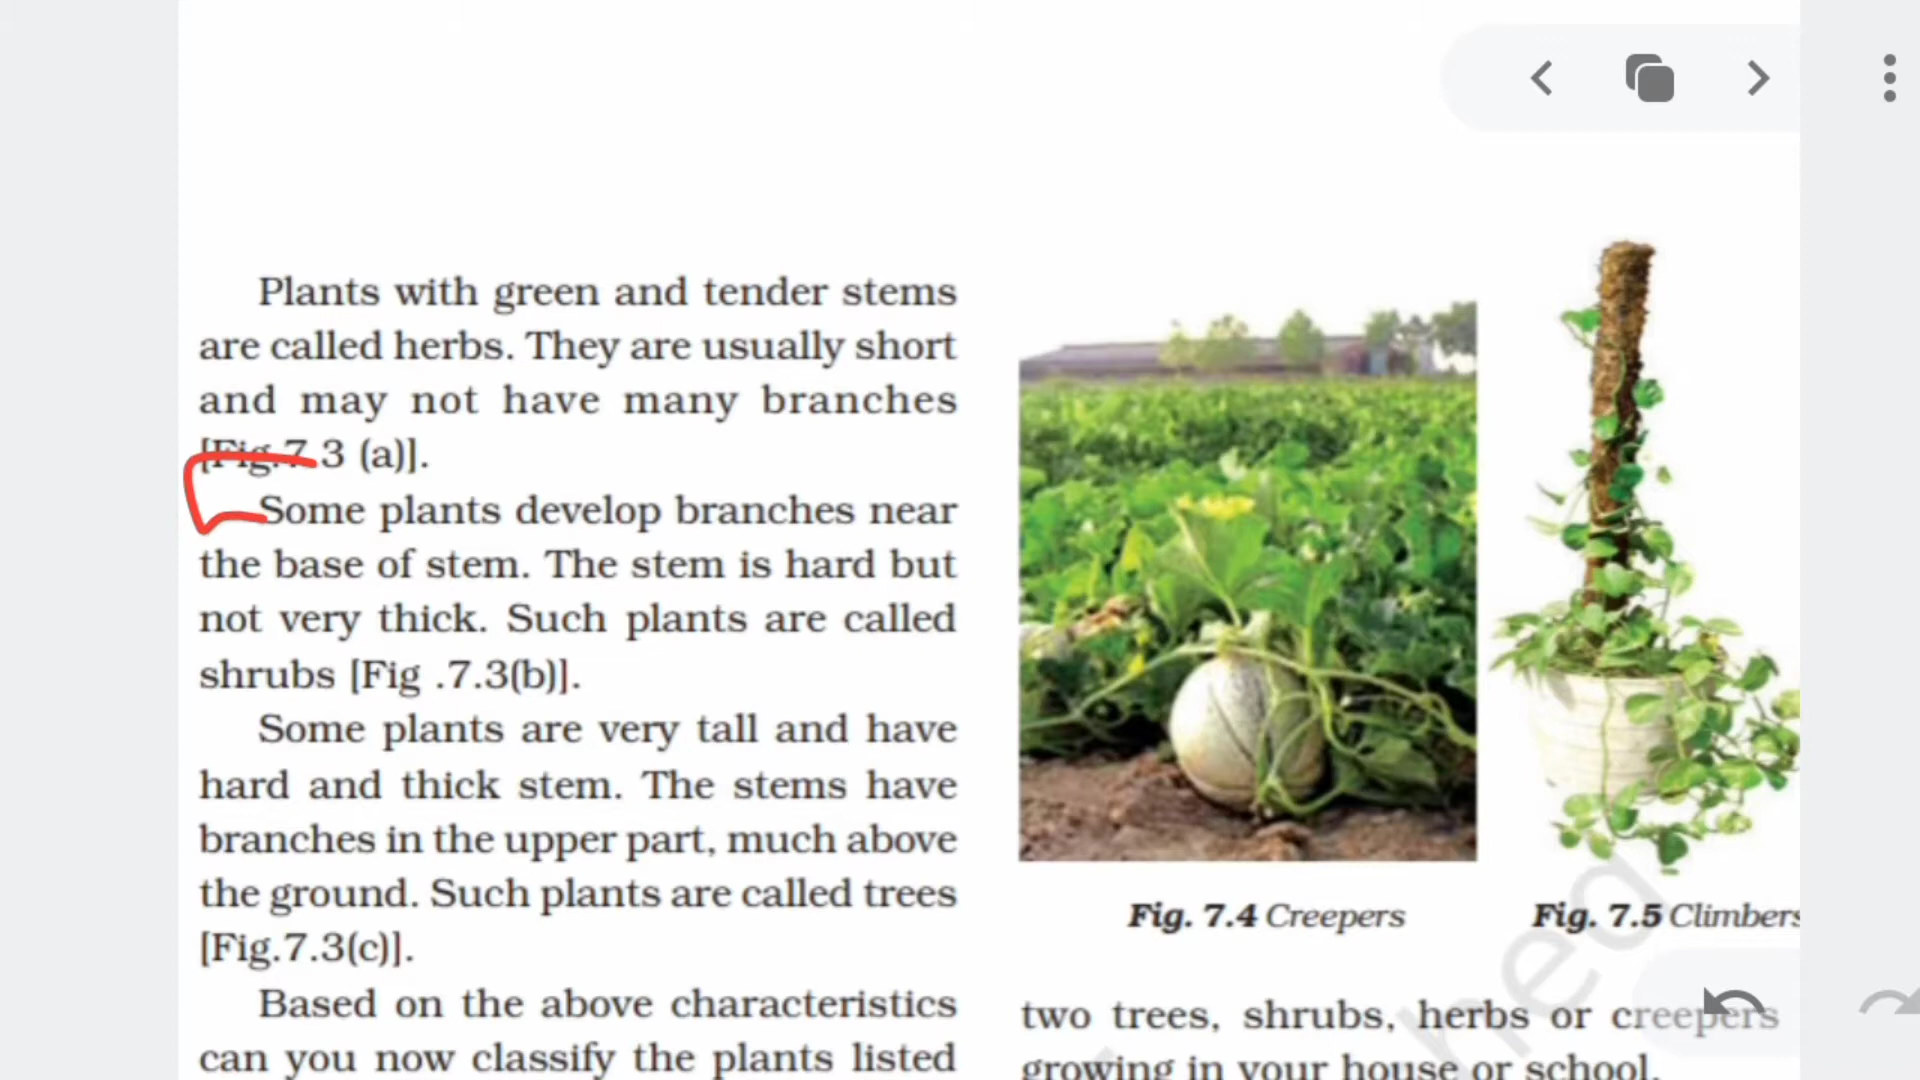 Plants with green and tender stems
are called herbs. They are usually short
and may not have many branches
[Fig.7.3 (a)].
Some plants develop branches near
the base of stem. The stem is hard but
not very thick. Such plants are called
shrubs [Fig .7.3(b)].
Some plants are very tall and have
hard and thick stem. The stems have
branches in the upper part, much above
the ground. Such plants are called trees
[Fig.7.3(c)].
Based on the above characteristics
can you now classify the plants listed
Fig. 7.4 Creepers
Fig. 7.5 Climbers
two trees, shrubs, herbs or creepers
growing in your house or school.